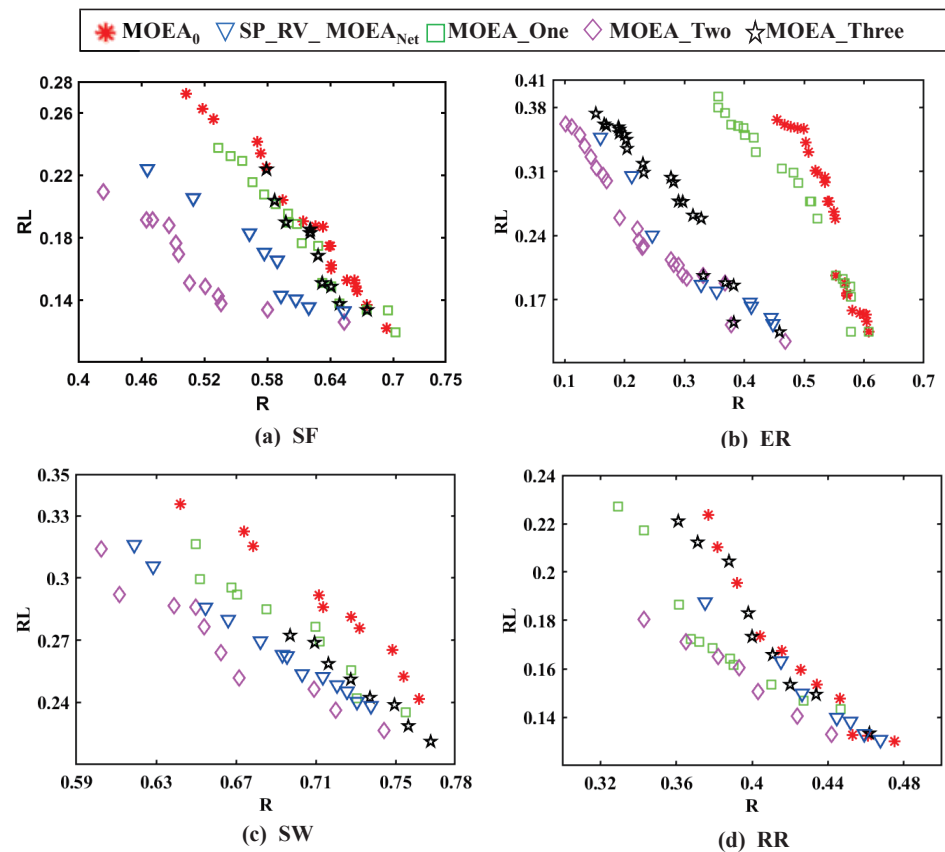 MOEA0 SP_RV_ MOEANet MOEA_One MOEA_Two MOEA_Three
0.28
0.26
0.22
0.18
0.14
0.1
RL
0.4 0.46 0.52 0.58 0.64 0.7 0.75
R
(a) SF
0.41
0.38
0.31
0.24
0.17
RL
0.1 0.2 0.3 0.4 0.5 0.6 0.7
R
(b) ER
0.35
0.33
0.3
0.27
0.24
RL
0.59 0.63 0.67 0.71 0.75 0.78
R
(c) SW
0.24
0.22
0.2
0.18
0.16
0.14
RL
0.32 0.36 0.4 0.44 0.48
R
(d) RR